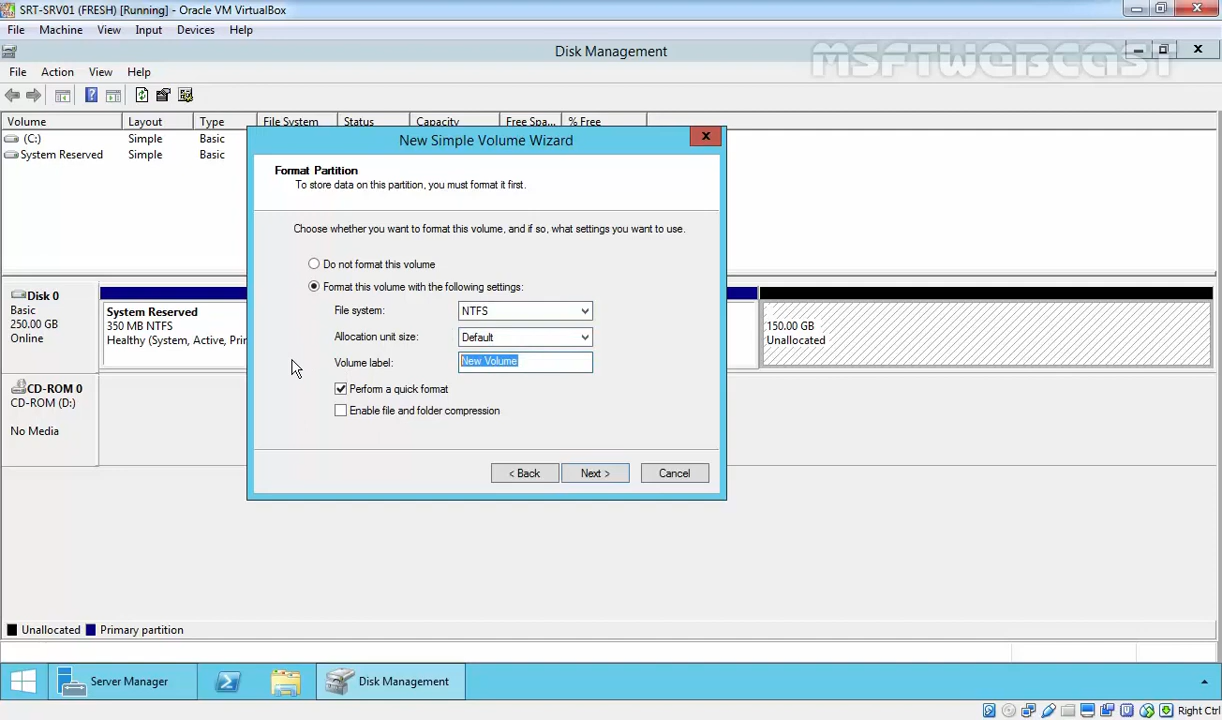 SRT-SRV01 (FRESH) [Running] - Oracle VM VirtualBox
File Machine View Input Devices Help
Disk Management
MSFTWEBCAST
File Action View Help
Volume Layout Type File System Status Capacity Free Spa... % Free
(C:) Simple Basic
System Reserved Simple Basic
New Simple Volume Wizard
Format Partition
To store data on this partition, you must format it first.
Choose whether you want to format this volume, and if so, what settings you want to use.
Do not format this volume
Format this volume with the following settings:
File system: NTFS
Allocation unit size: Default
Volume label: New Volume
Perform a quick format
Enable file and folder compression
< Back Next > Cancel
Disk 0
Basic
250.00 GB
Online
System Reserved
350 MB NTFS
Healthy (System, Active, Pri
150.00 GB
Unallocated
CD-ROM 0
CD-ROM (D:)
No Media
Unallocated Primary partition
Server Manager Disk Management
Right Ctrl